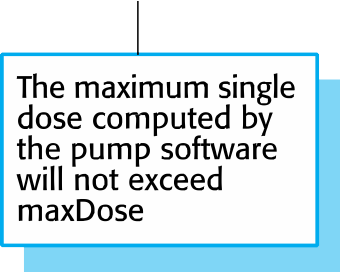 The maximum single
dose computed by
the pump software
will not exceed
maxDose